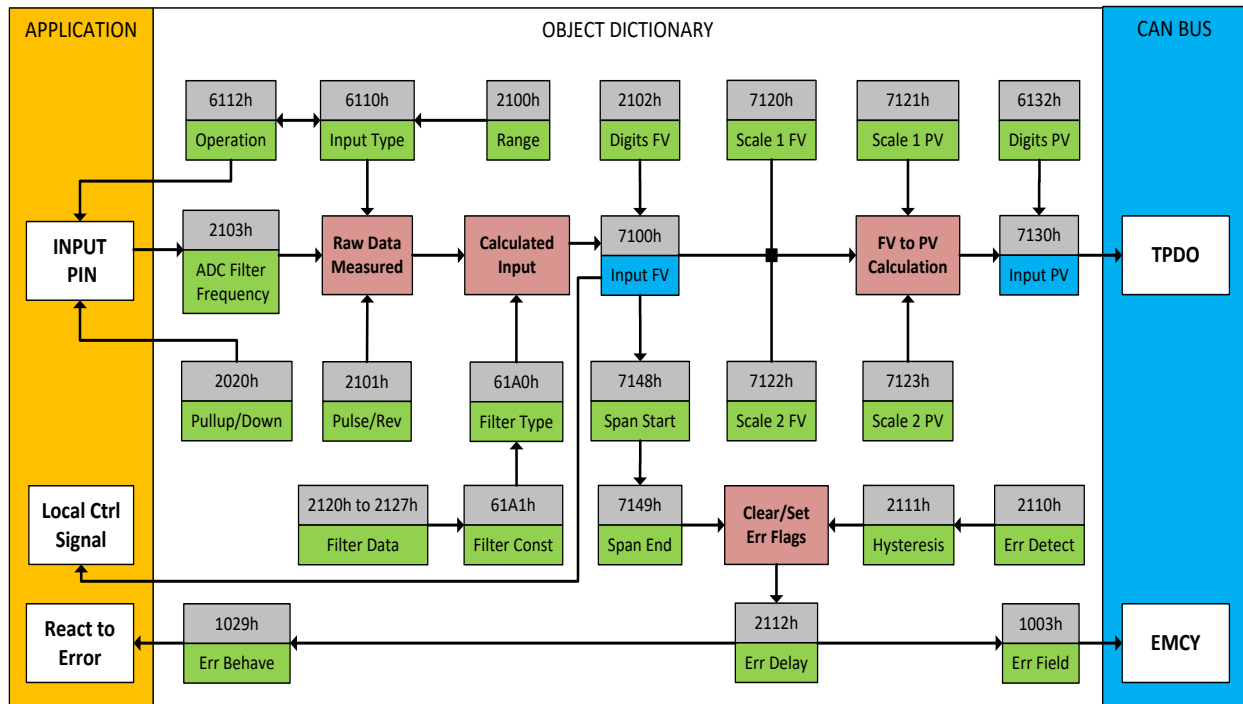 APPLICATION
OBJECT DICTIONARY
CAN BUS
6112h
Operation
6110h
Input Type
2100h
Range
2102h
Digits FV
7120h
Scale 1 FV
7121h
Scale 1 PV
6132h
Digits PV
INPUT
PIN
2103h
ADC Filter
Frequency
Raw Data
Measured
Calculated
Input
7100h
Input FV
FV to PV
Calculation
7130h
Input PV
TPDO
2020h
Pullup/Down
2101h
Pulse/Rev
61A0h
Filter Type
7148h
Span Start
7122h
Scale 2 FV
7123h
Scale 2 PV
Local Ctrl
Signal
2120h to 2127h
Filter Data
61A1h
Filter Const
7149h
Span End
Clear/Set
Err Flags
2111h
Hysteresis
2110h
Err Detect
React to
Error
1029h
Err Behave
2112h
Err Delay
1003h
Err Field
EMCY